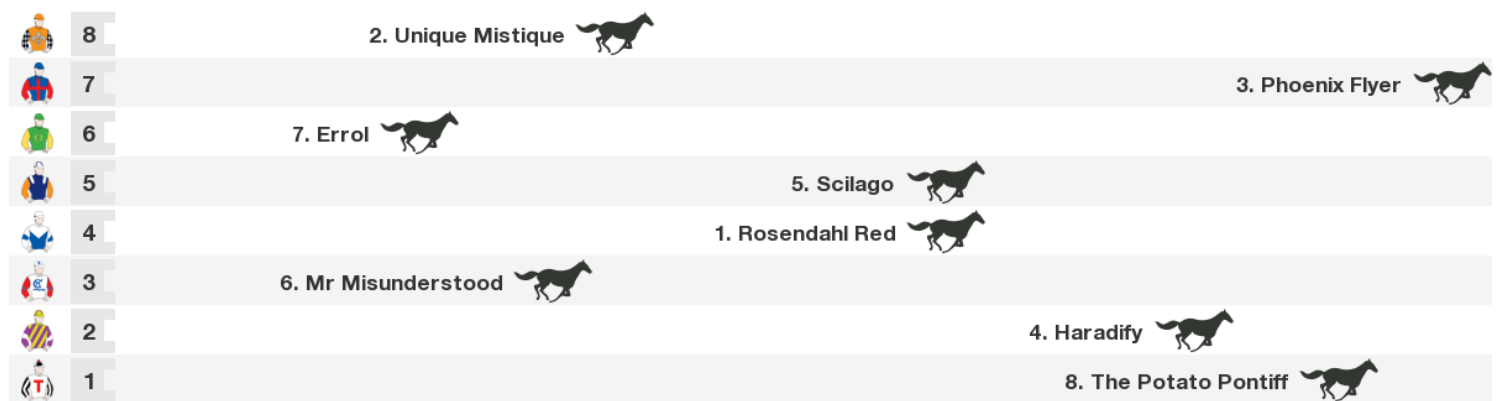 8 2. Unique Mistique
7 3. Phoenix Flyer
6 7. Errol
5 5. Scilago
4 1. Rosendahl Red
3 6. Mr Misunderstood
2 4. Haradify
1 T 8. The Potato Pontiff